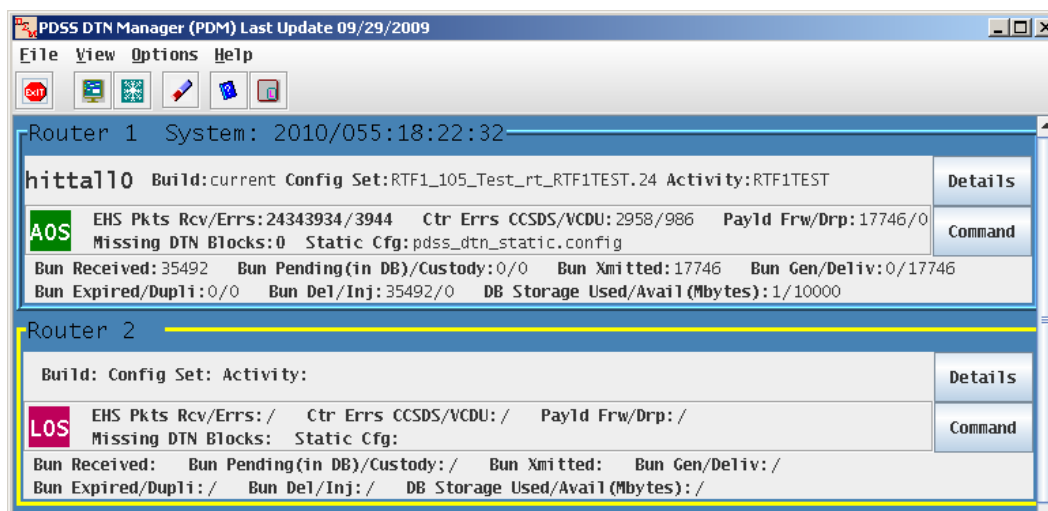 PDSS DTN Manager (PDM) Last Update 09/29/2009
File View Options Help
EXIT
Router 1 System: 2010/055:18:22:32
hittall0 Build:current Config Set:RTF1_105_Test_rt_RTF1TEST.24 Activity:RTF1TEST Details
AOS EHS Pkts Rcv/Errs:24343934/3944 Ctr Errs CCSDS/VCDU:2958/986 Payld Frw/Drp:17746/0 Command
Missing DTN Blocks:0 Static Cfg:pdss_dtn_static.config
Bun Received:35492 Bun Pending(in DB)/Custody:0/0 Bun Xmitted:17746 Bun Gen/Deliv:0/17746
Bun Expired/Dupli:0/0 Bun Del/Inj:35492/0 DB Storage Used/Avail(Mbytes):1/10000
Router 2
Build: Config Set: Activity: Details
LOS EHS Pkts Rcv/Errs:/ Ctr Errs CCSDS/VCDU:/ Payld Frw/Drp:/ Command
Missing DTN Blocks: Static Cfg:
Bun Received: Bun Pending(in DB)/Custody:/ Bun Xmitted: Bun Gen/Deliv:/
Bun Expired/Dupli:/ Bun Del/Inj:/ DB Storage Used/Avail(Mbytes):/